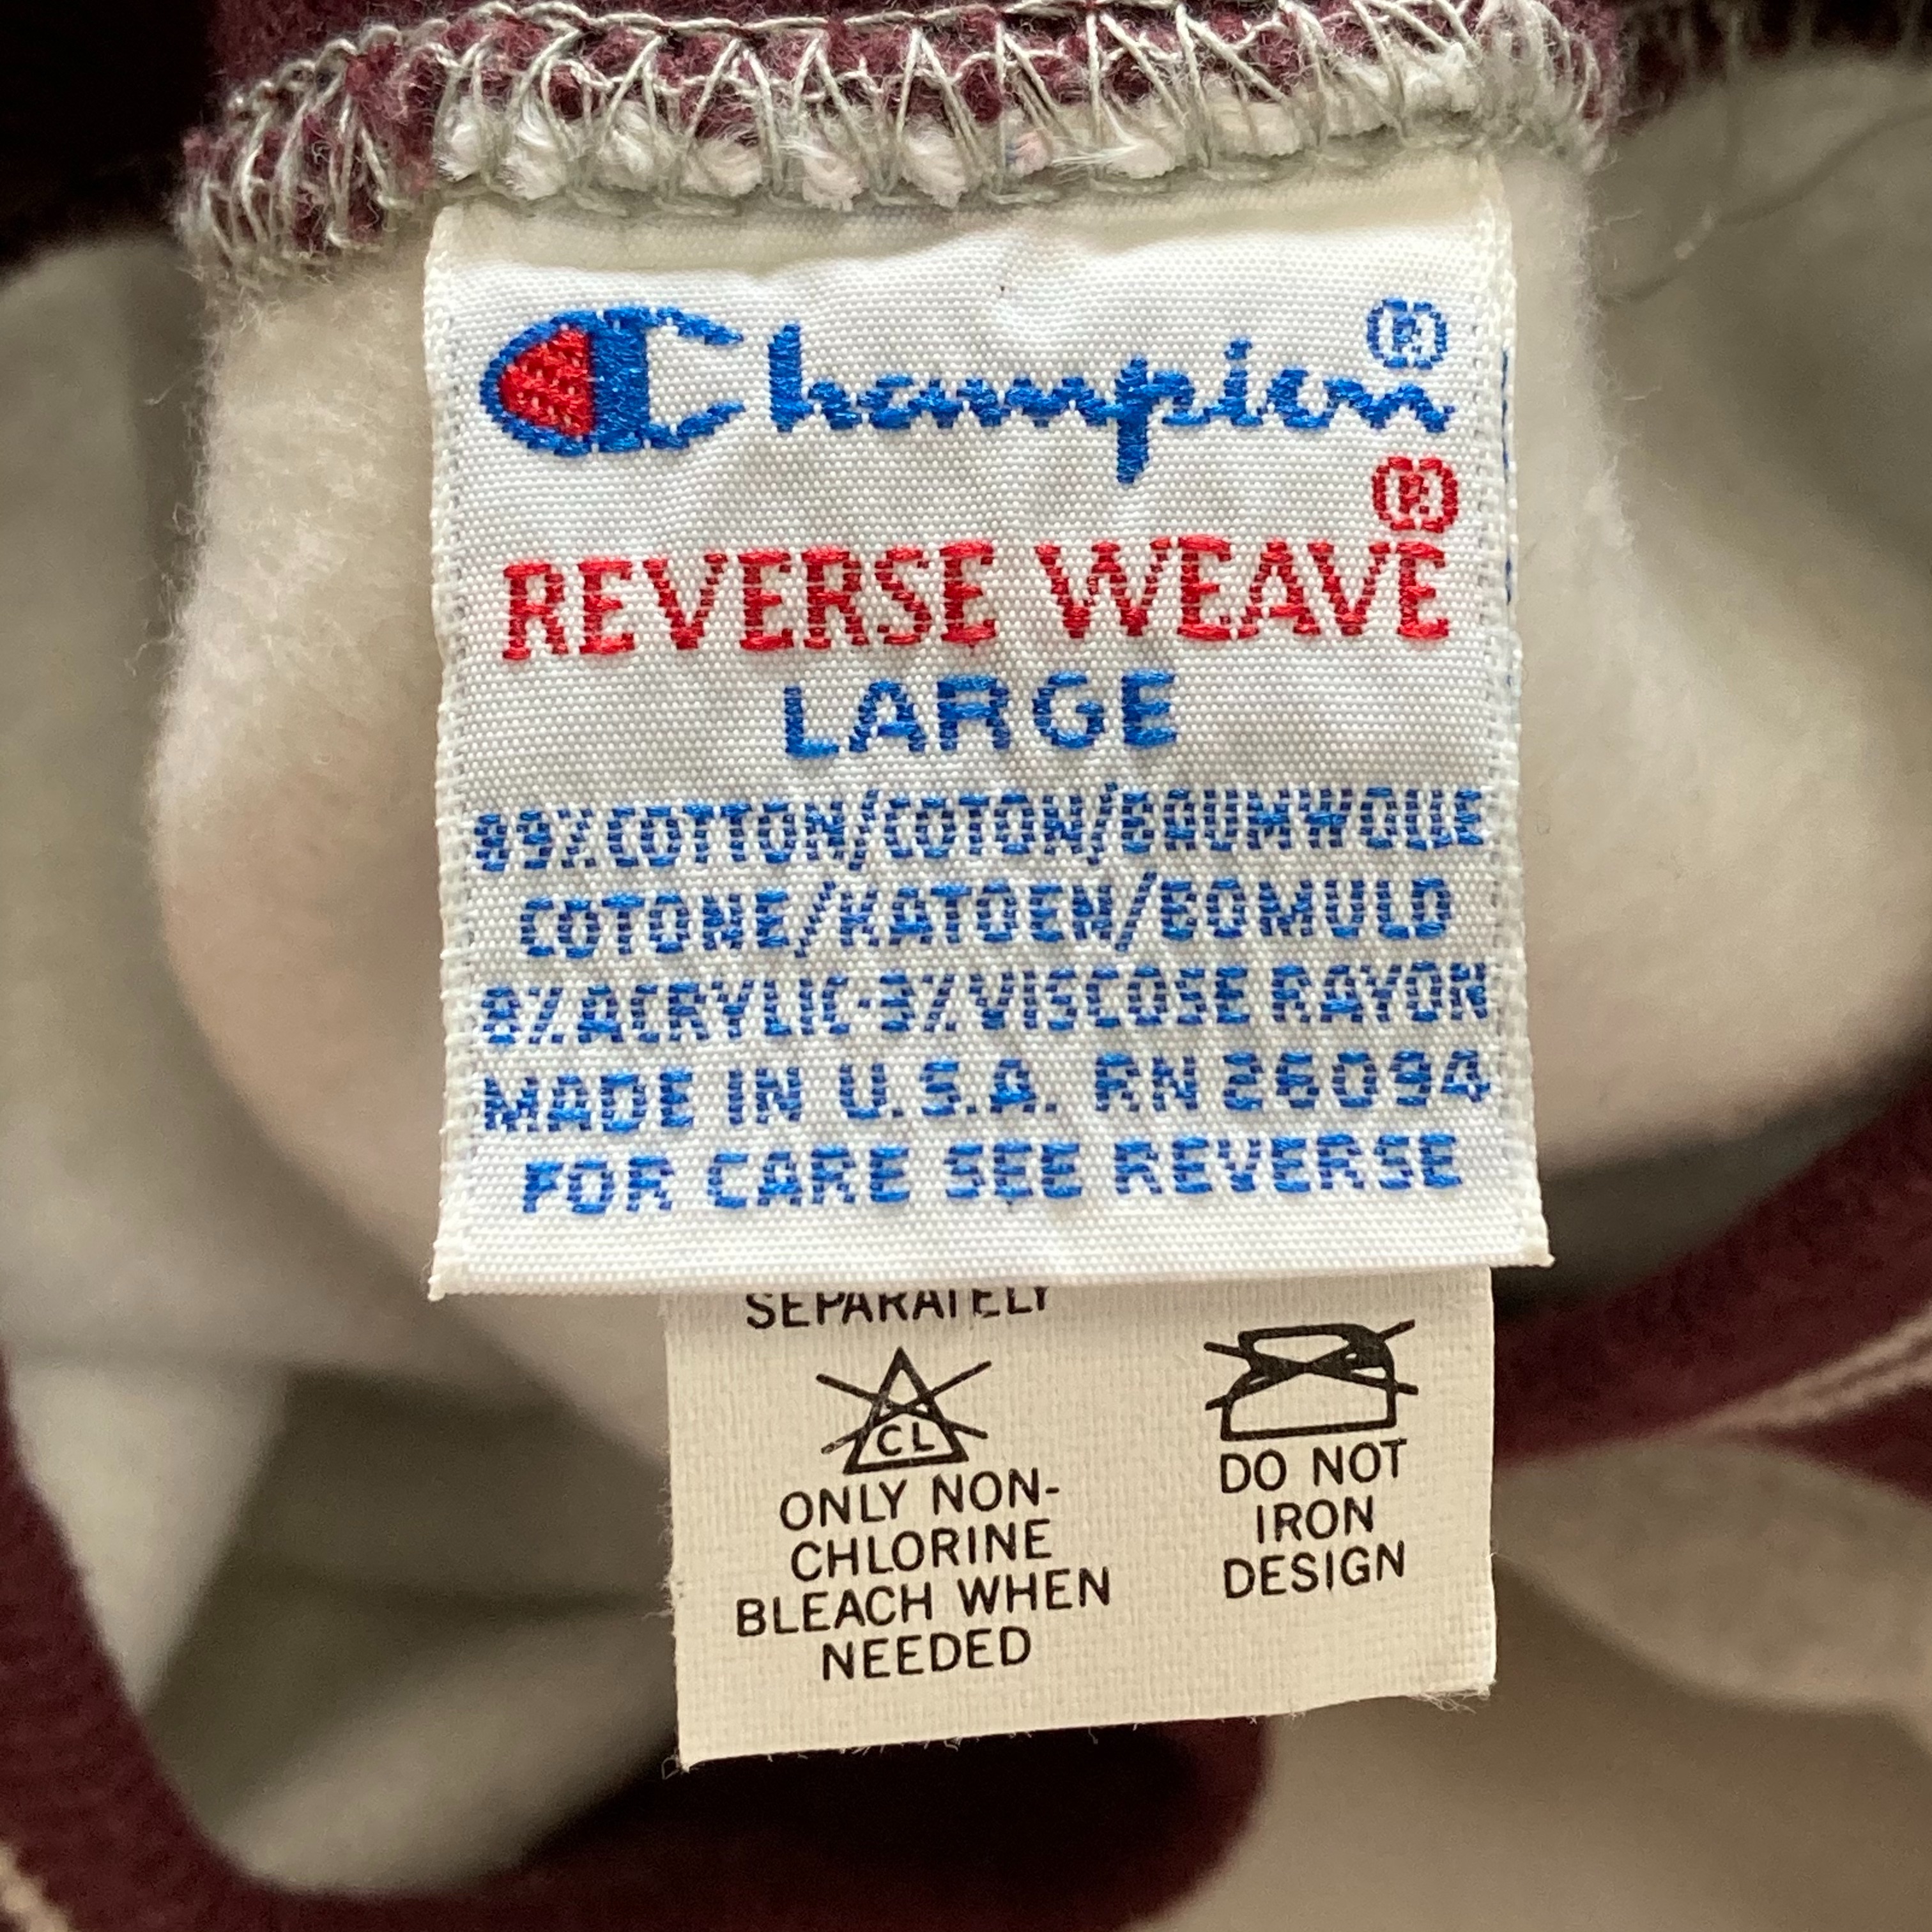 Champion®
®
REVERSE WEAVE
LARGE
89% COTTON/COTON/BAUMWOLLE
COTONE/KATOEN/BOMULD
8% ACRYLIC·3% VISCOSE RAYON
MADE IN U.S.A. RN 26094
FOR CARE SEE REVERSE
SEPARATELY
CL
ONLY NON-
CHLORINE
BLEACH WHEN
NEEDED
DO NOT
IRON
DESIGN